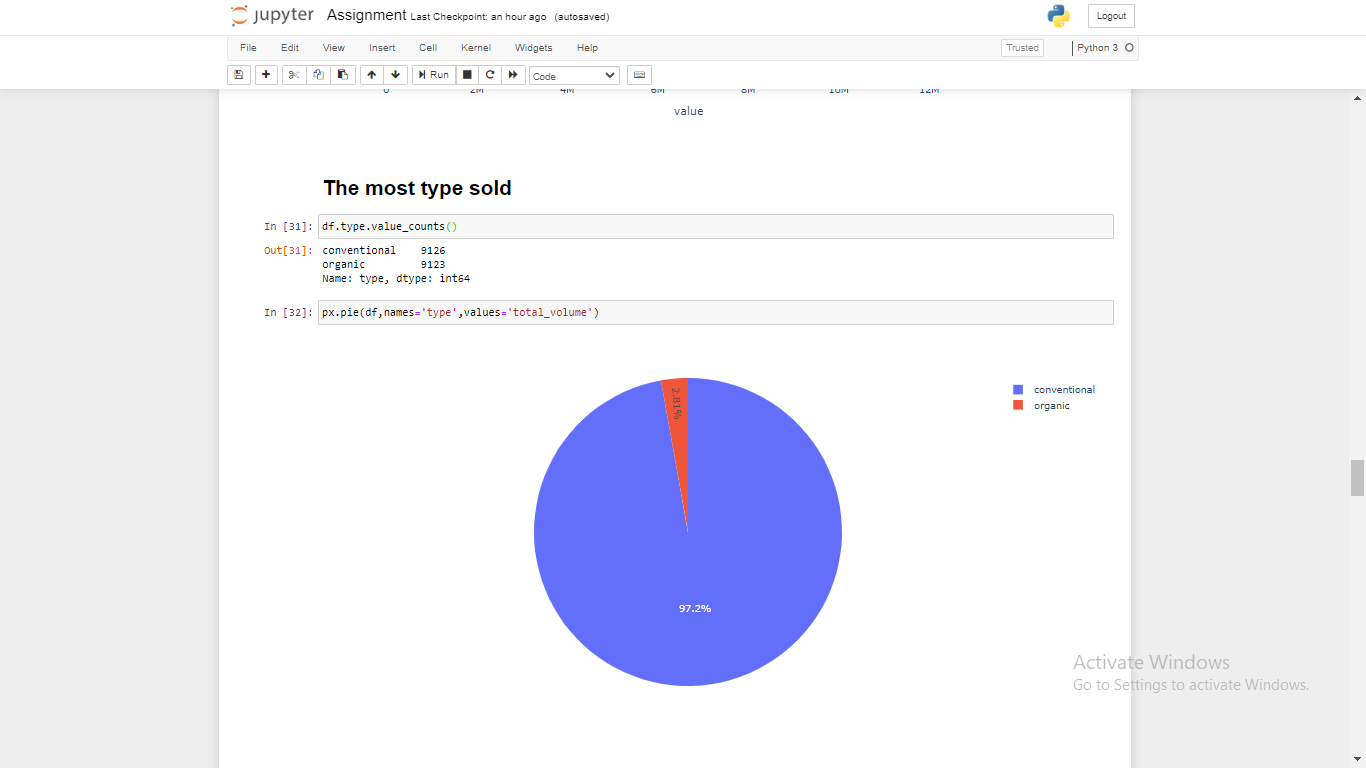 jupyter Assignment Last Checkpoint: an hour ago (autosaved) Logout
File Edit View Insert Cell Kernel Widgets Help Trusted Python 3
Run Code
0 2M 4M 6M 8M 10M 12M
value
The most type sold
In [31]: df.type.value_counts()
Out[31]: conventional 9126
organic 9123
Name: type, dtype: int64
In [32]: px.pie(df,names='type',values='total_volume')
2.81%
conventional
organic
97.2%
Activate Windows
Go to Settings to activate Windows.